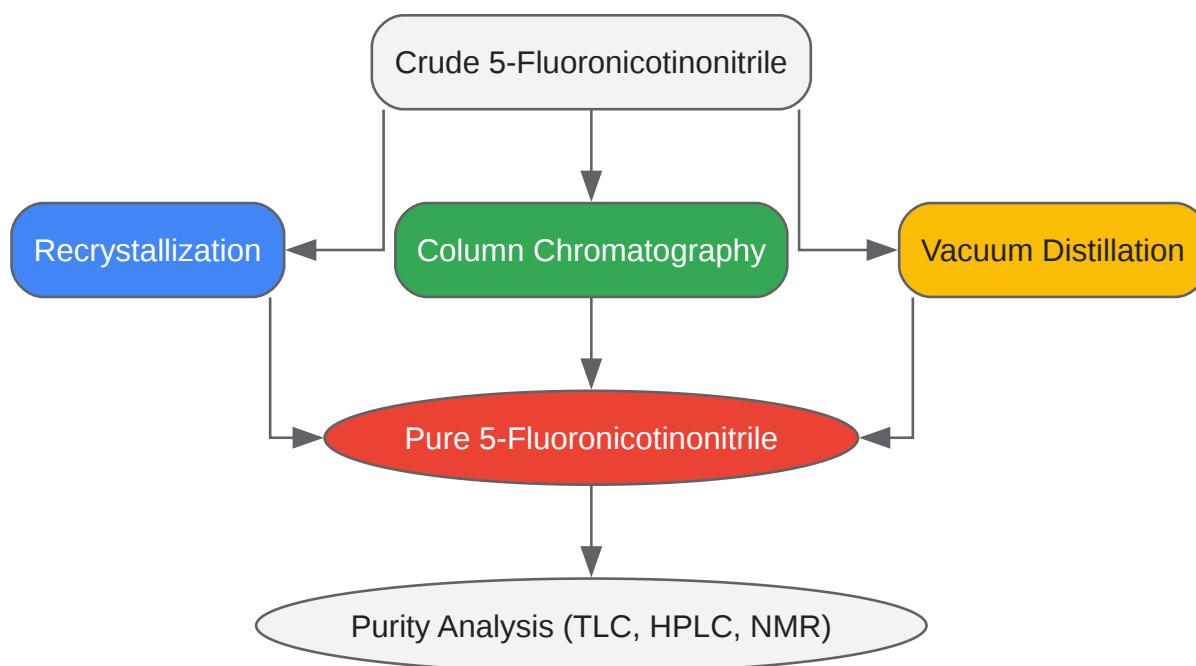 Crude 5-Fluoronicotinonitrile
Recrystallization
Column Chromatography
Vacuum Distillation
Pure 5-Fluoronicotinonitrile
Purity Analysis (TLC, HPLC, NMR)